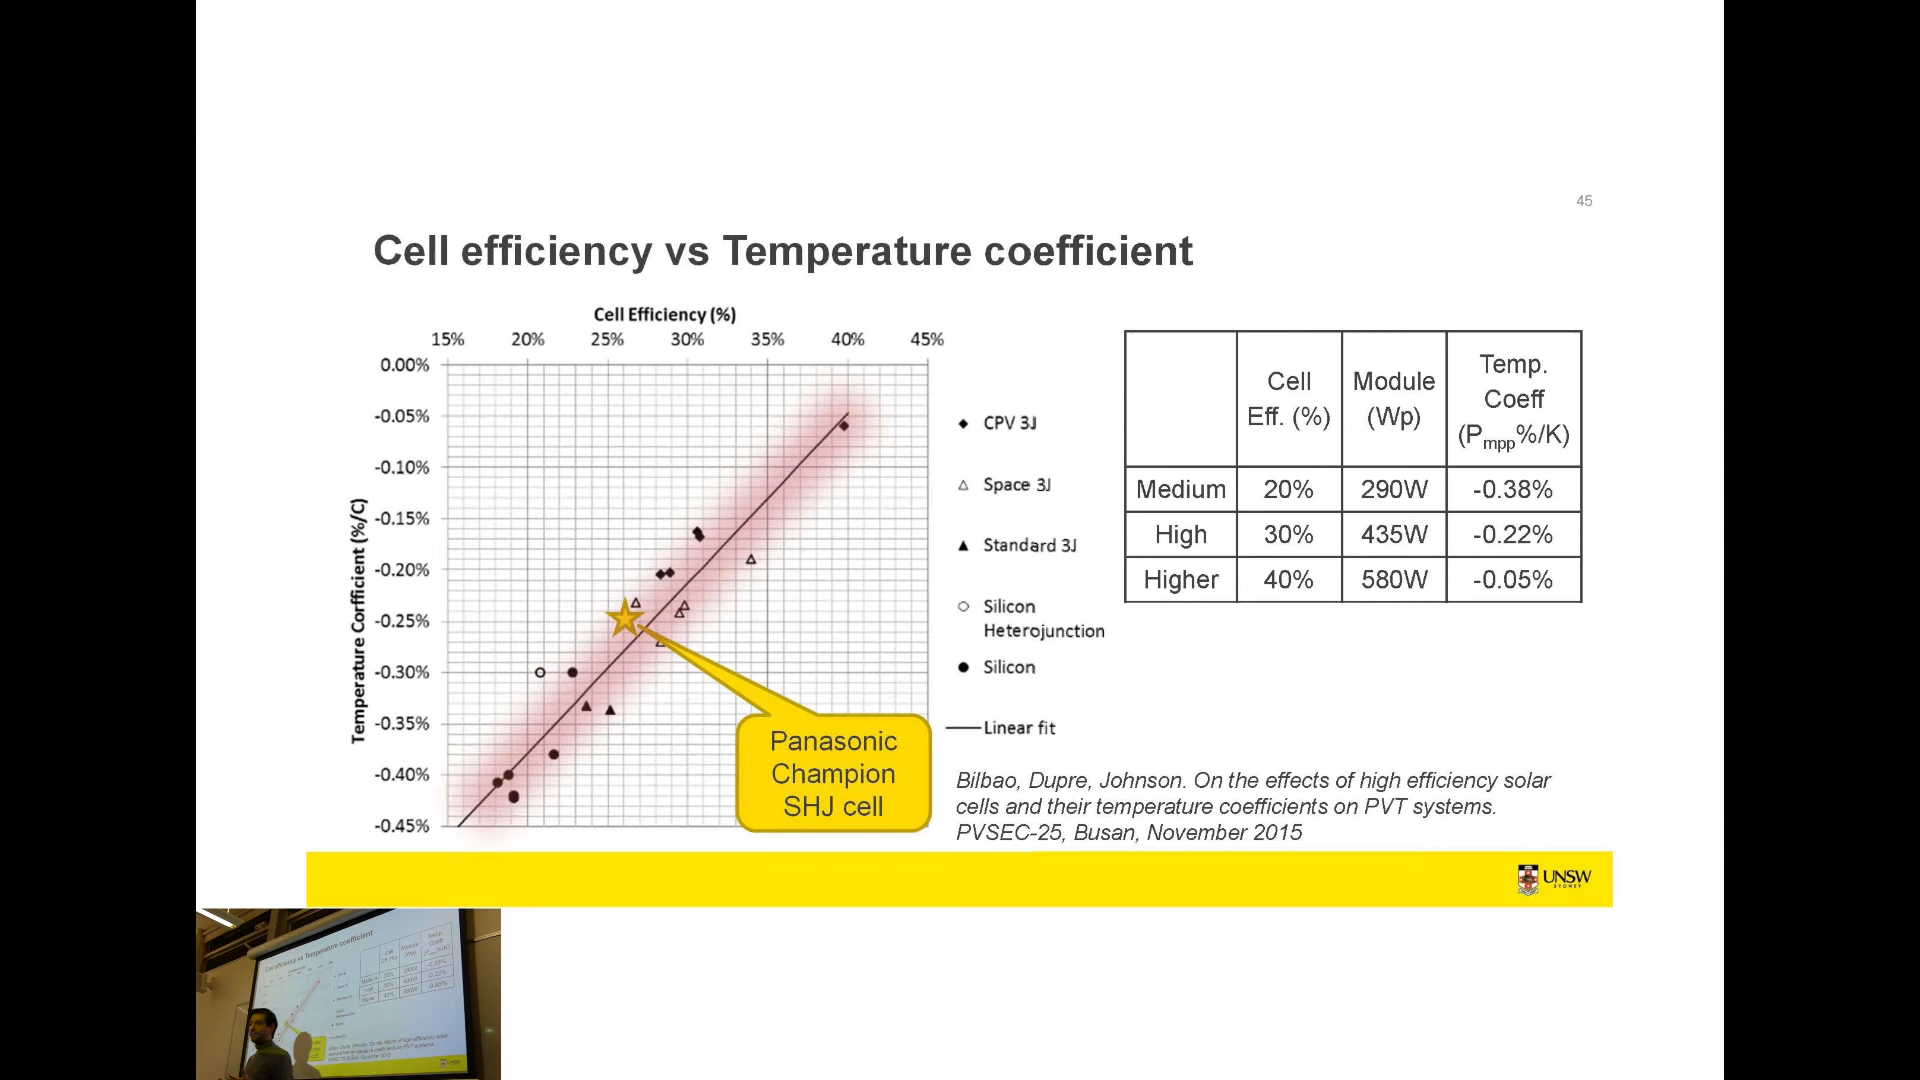 45
Cell efficiency vs Temperature coefficient
Cell Efficiency (%)
15% 20% 25% 30% 35% 40% 45%
0.00%
-0.05%
-0.10%
-0.15%
-0.20%
-0.25%
-0.30%
-0.35%
-0.40%
-0.45%
Temperature Corfficient (%/C)
CPV 3J
Space 3J
Standard 3J
Silicon
Heterojunction
Silicon
Linear fit
Panasonic
Champion
SHJ cell
Cell
Eff. (%)
Module
(Wp)
Temp.
Coeff
(Pmpp%/K)
Medium 20% 290W -0.38%
High 30% 435W -0.22%
Higher 40% 580W -0.05%
Bilbao, Dupre, Johnson. On the effects of high efficiency solar
cells and their temperature coefficients on PVT systems.
PVSEC-25, Busan, November 2015
UNSW
SYDNEY
Cell efficiency vs Temperature coefficient